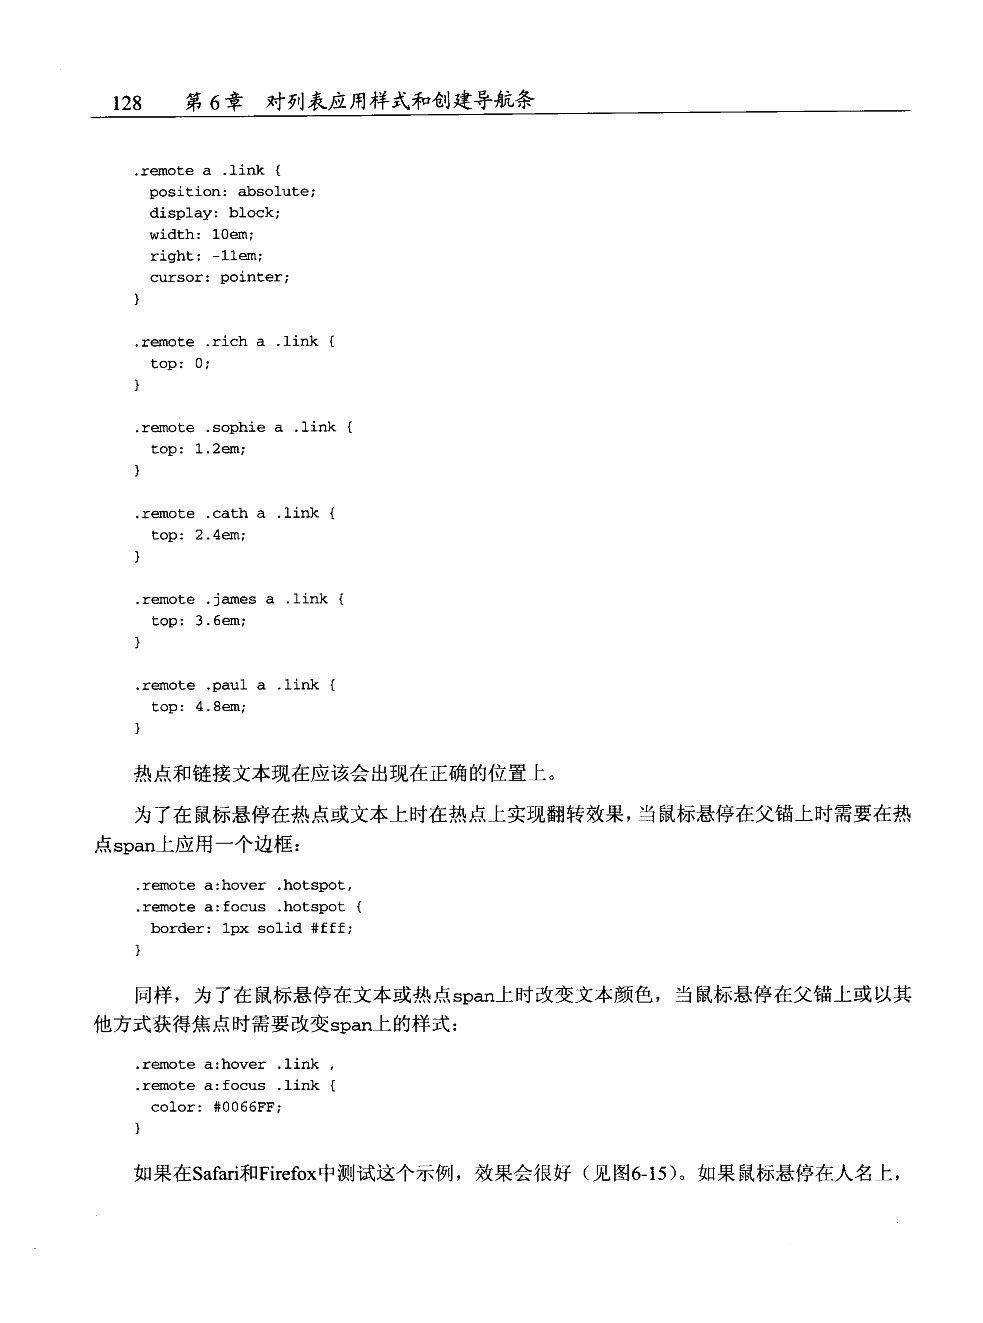 128 第6章 对列表应用样式和创建导航条
.remote a .link {
position: absolute;
display: block;
width: 10em;
right: -11em;
cursor: pointer;
}
.remote .rich a .link {
top: 0;
}
.remote .sophie a .link {
top: 1.2em;
}
.remote .cath a .link {
top: 2.4em;
}
.remote .james a .link {
top: 3.6em;
}
.remote .paul a .link {
top: 4.8em;
}
热点和链接文本现在应该会出现在正确的位置上。
为了在鼠标悬停在热点或文本上时在热点上实现翻转效果，当鼠标悬停在父锚上时需要在热
点span上应用一个边框：
.remote a:hover .hotspot,
.remote a:focus .hotspot {
border: 1px solid #fff;
}
同样，为了在鼠标悬停在文本或热点span上时改变文本颜色，当鼠标悬停在父锚上或以其
他方式获得焦点时需要改变span上的样式：
.remote a:hover .link ,
.remote a:focus .link {
color: #0066FF;
}
如果在Safari和Firefox中测试这个示例，效果会很好（见图6-15）。如果鼠标悬停在人名上，